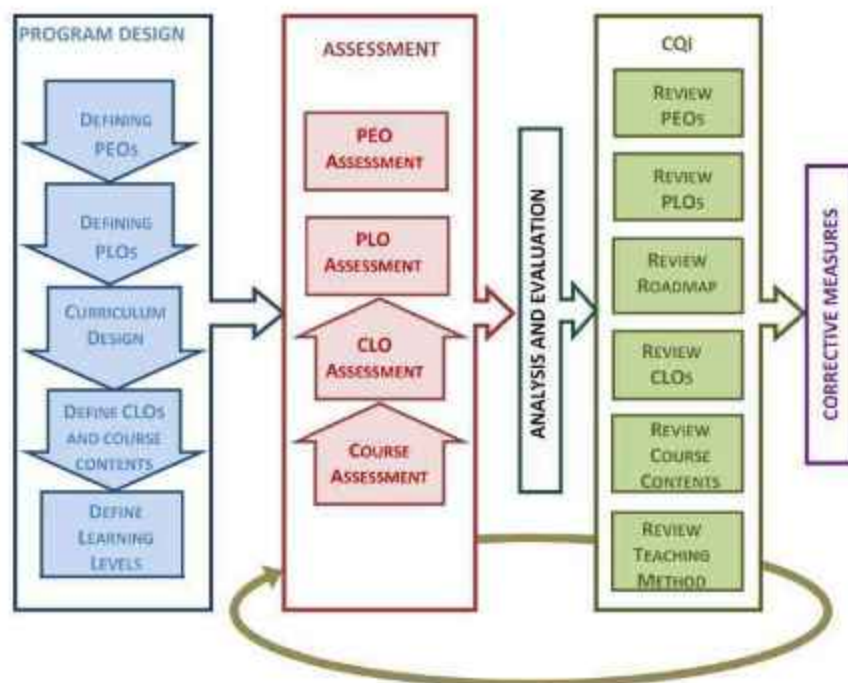 PROGRAM DESIGN
DEFINING
PEOS
DEFINING
PLOS
CURRICULUM
DESIGN
DEFINE CLOS
AND COURSE
CONTENTS
DEFINE
LEARNING
LEVELS
ASSESSMENT
PEO
ASSESSMENT
PLO
ASSESSMENT
CLO
ASSESSMENT
COURSE
ASSESSMENT
ANALYSIS AND EVALUATION
CQI
REVIEW
PEOS
REVIEW
PLOS
REVIEW
ROADMAP
REVIEW
CLOS
REVIEW
COURSE
CONTENTS
REVIEW
TEACHING
METHOD
CORRECTIVE MEASURES